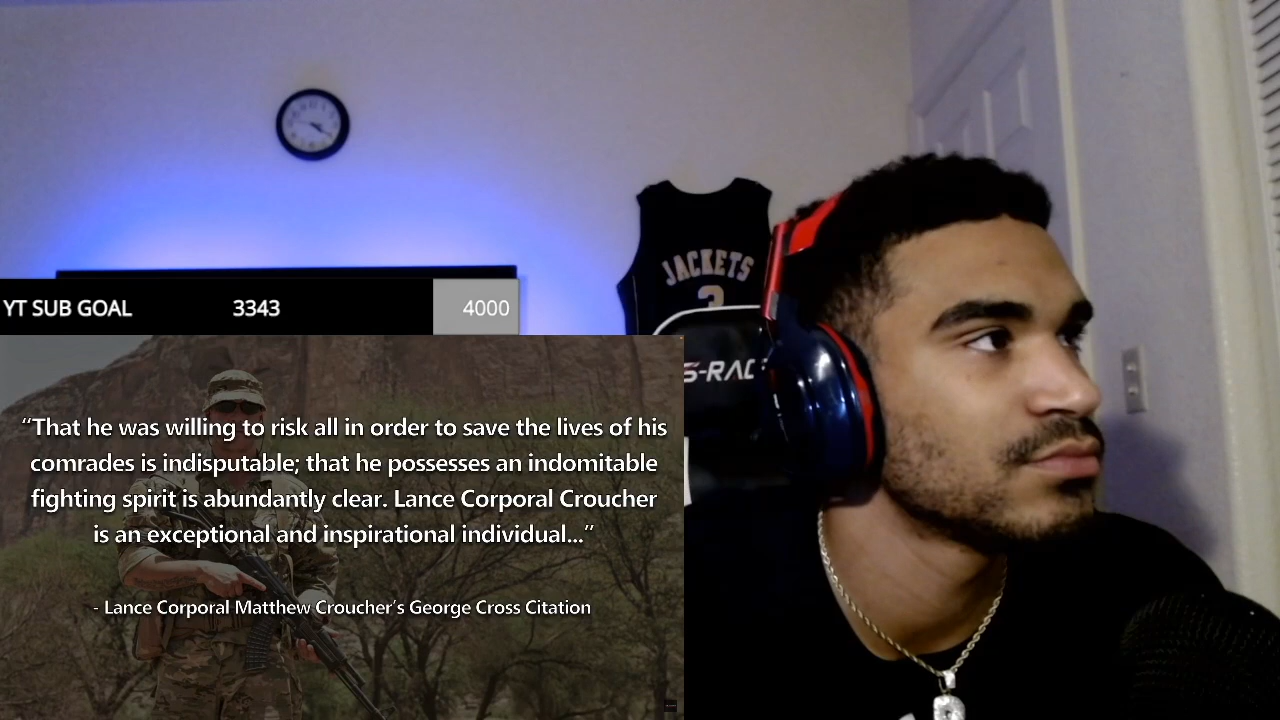 JACKETS
3
YT SUB GOAL 3343 4000
S-RAC
“That he was willing to risk all in order to save the lives of his
comrades is indisputable; that he possesses an indomitable
fighting spirit is abundantly clear. Lance Corporal Croucher
is an exceptional and inspirational individual...”
- Lance Corporal Matthew Croucher’s George Cross Citation